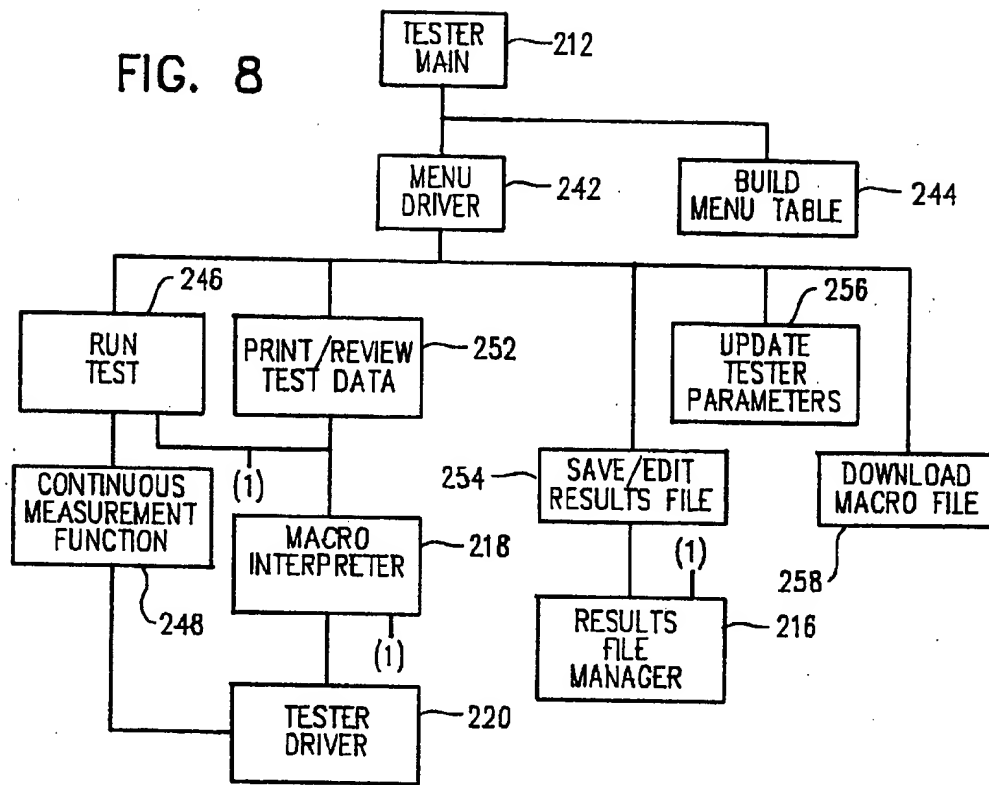 FIG. 8
TESTER
MAIN
212
MENU
DRIVER
242
BUILD
MENU TABLE
244
246
RUN
TEST
PRINT/REVIEW
TEST DATA
252
256
UPDATE
TESTER
PARAMETERS
(1)
CONTINUOUS
MEASUREMENT
FUNCTION
248
MACRO
INTERPRETER
218
(1)
254
SAVE/EDIT
RESULTS FILE
DOWNLOAD
MACRO FILE
258
(1)
RESULTS
FILE
MANAGER
216
TESTER
DRIVER
220